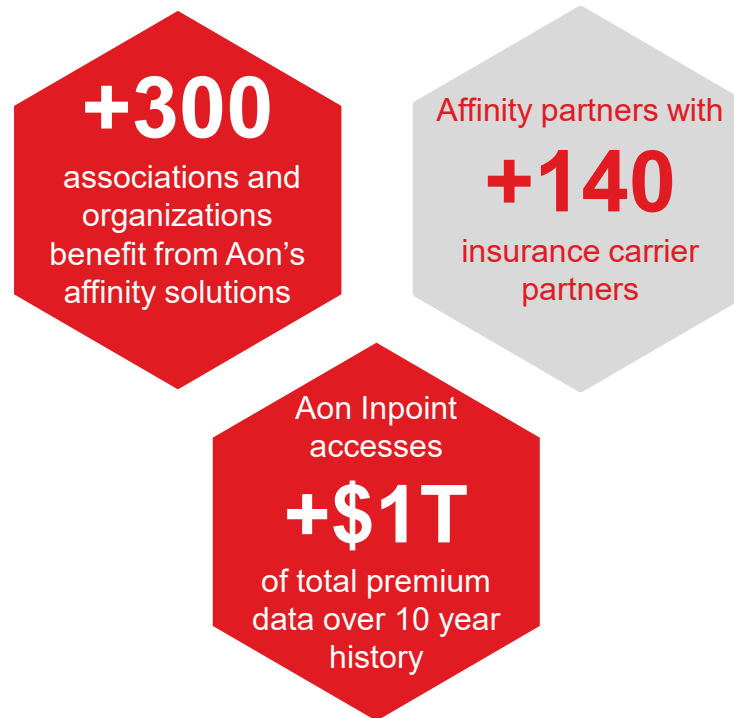 +300
associations and
organizations
benefit from Aon's
affinity solutions
Affinity partners with
+140
insurance carrier
partners
Aon Inpoint
accesses
+$1T
of total premium
data over 10 year
history